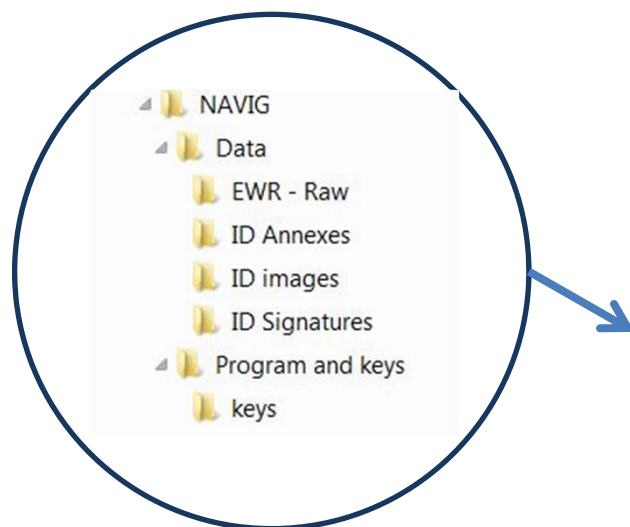 NAVIG
Data
EWR - Raw
ID Annexes
ID images
ID Signatures
Program and keys
keys